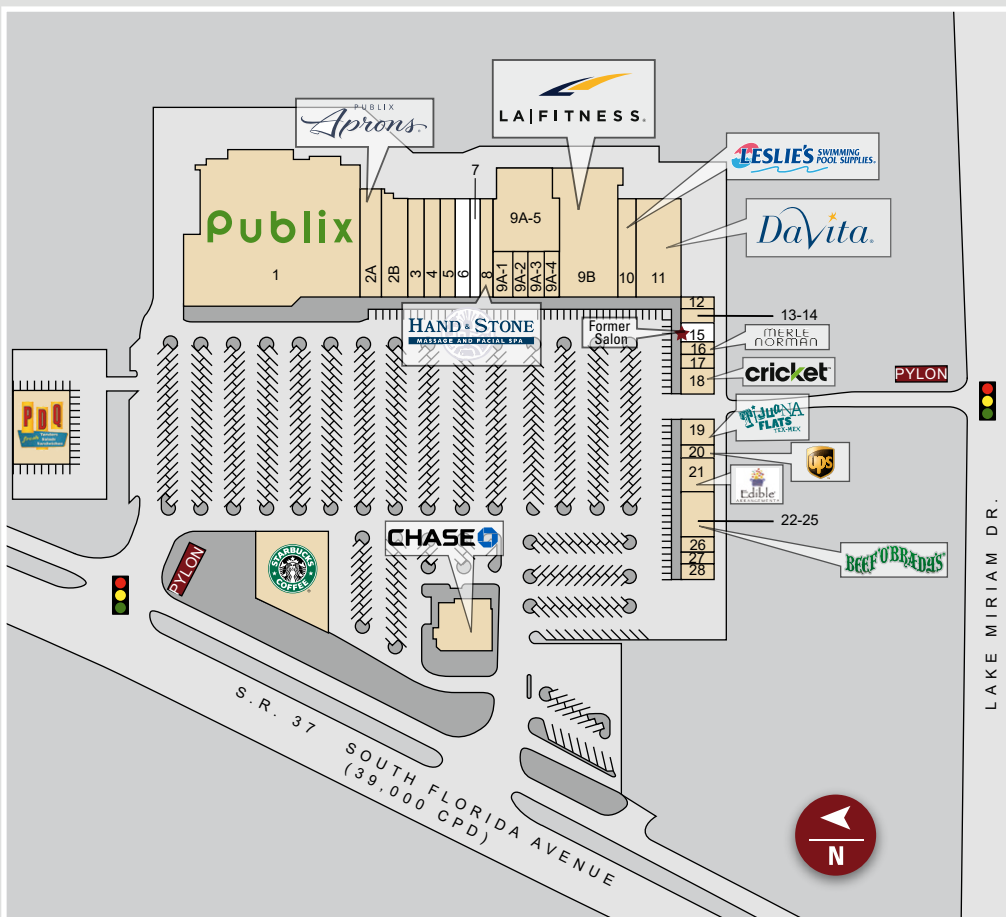 PUBLIX
Aprons.
LA|FITNESS.
LESLIE'S SWIMMING
POOL SUPPLIES.
DaVita.
7
Publix
1
2A
2B
3
4
5
6
8
9A-5
9A-1
9A-2
9A-3
9A-4
9B
10
11
HAND & STONE
MASSAGE AND FACIAL SPA
12
13-14
Former
Salon
15
MERLE
NORMAN
16
17
18
cricket
PYLON
PDQ
fresh
TIJUANA
FLATS
TEX-MEX
19
20
ups
21
Edible
ARRANGEMENTS
22-25
CHASE
26
27
28
BEEF'O'BRADYS
STARBUCKS
COFFEE
PYLON
LAKE MIRIAM DR.
S.R. 37 SOUTH FLORIDA AVENUE
(39,000 CPD)
N